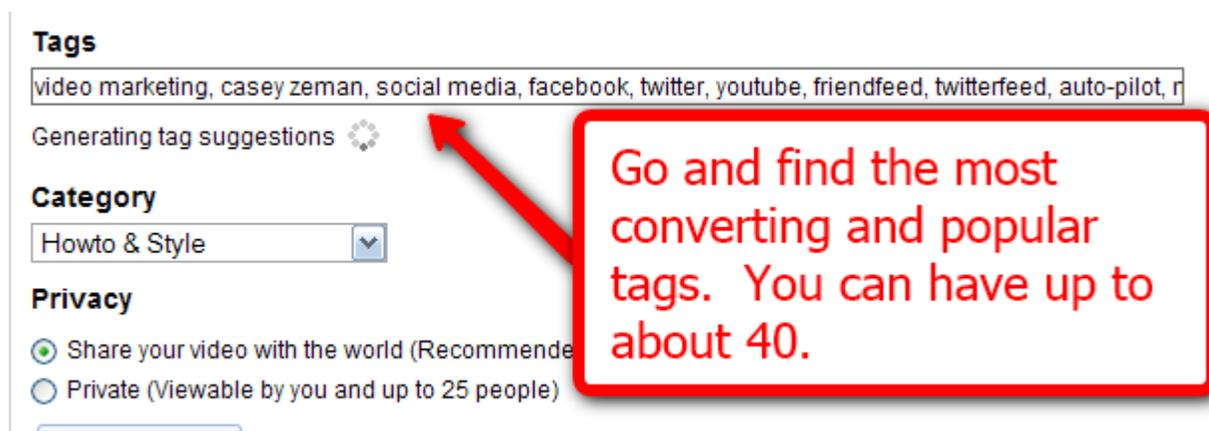 Tags
video marketing, casey zeman, social media, facebook, twitter, youtube, friendfeed, twitterfeed, auto-pilot,
Generating tag suggestions
Category
Howto & Style
Privacy
Share your video with the world (Recommende
Private (Viewable by you and up to 25 people)
Go and find the most
converting and popular
tags. You can have up to
about 40.